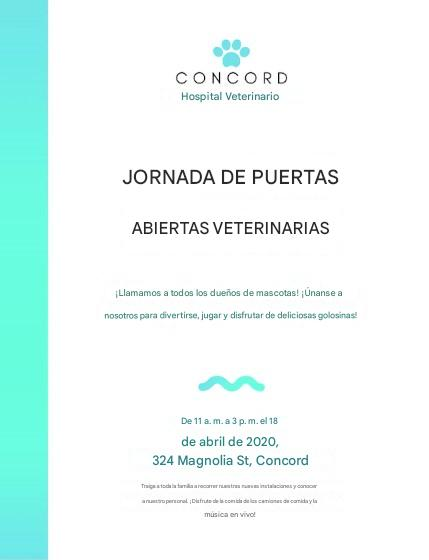 CONCORD
Hospital Veterinario
JORNADA DE PUERTAS
ABIERTAS VETERINARIAS
¡Llamamos a todos los dueños de mascotas! ¡Únanse a
nosotros para divertirse, jugar y disfrutar de deliciosas golosinas!
De 11 a. m. a 3 p. m. el 18
de abril de 2020,
324 Magnolia St, Concord
Traiga a toda la familia a recorrer nuestras nuevas instalaciones y conocer
a nuestro personal. ¡Disfrute de la comida de los camiones de comida y la
música en vivo!